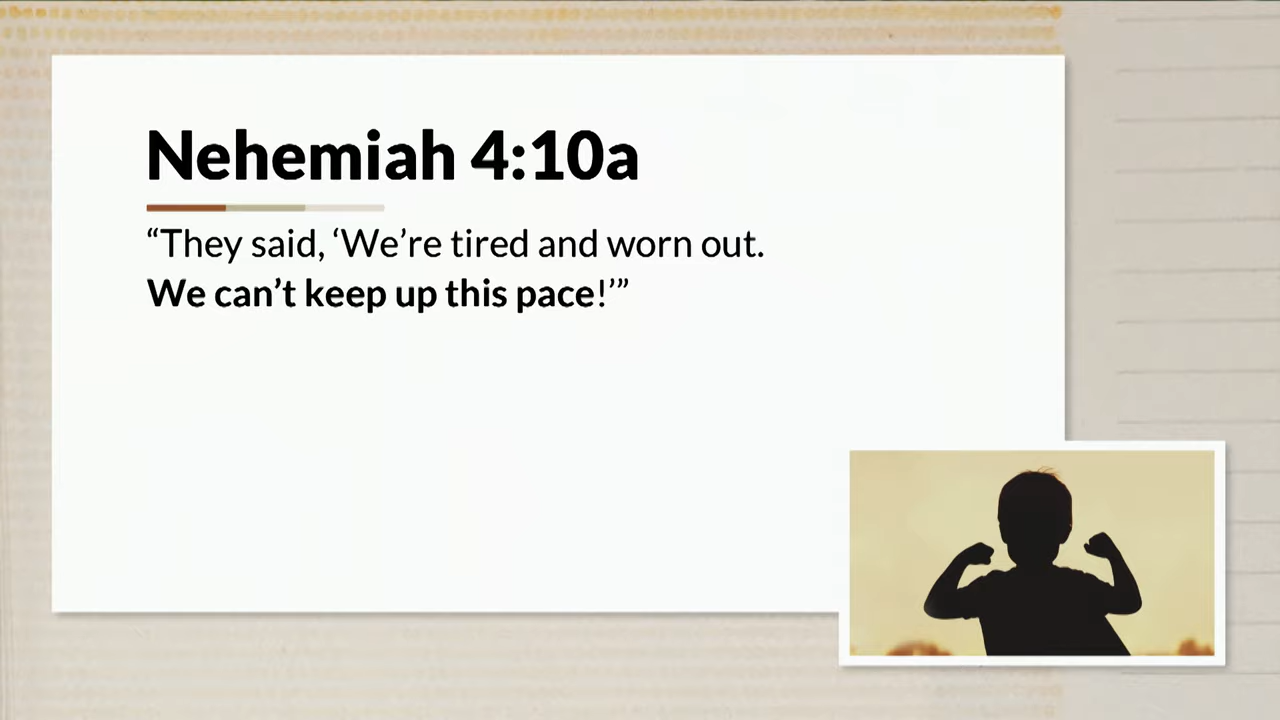 Nehemiah 4:10a
“They said, ‘We’re tired and worn out.
We can’t keep up this pace!’”